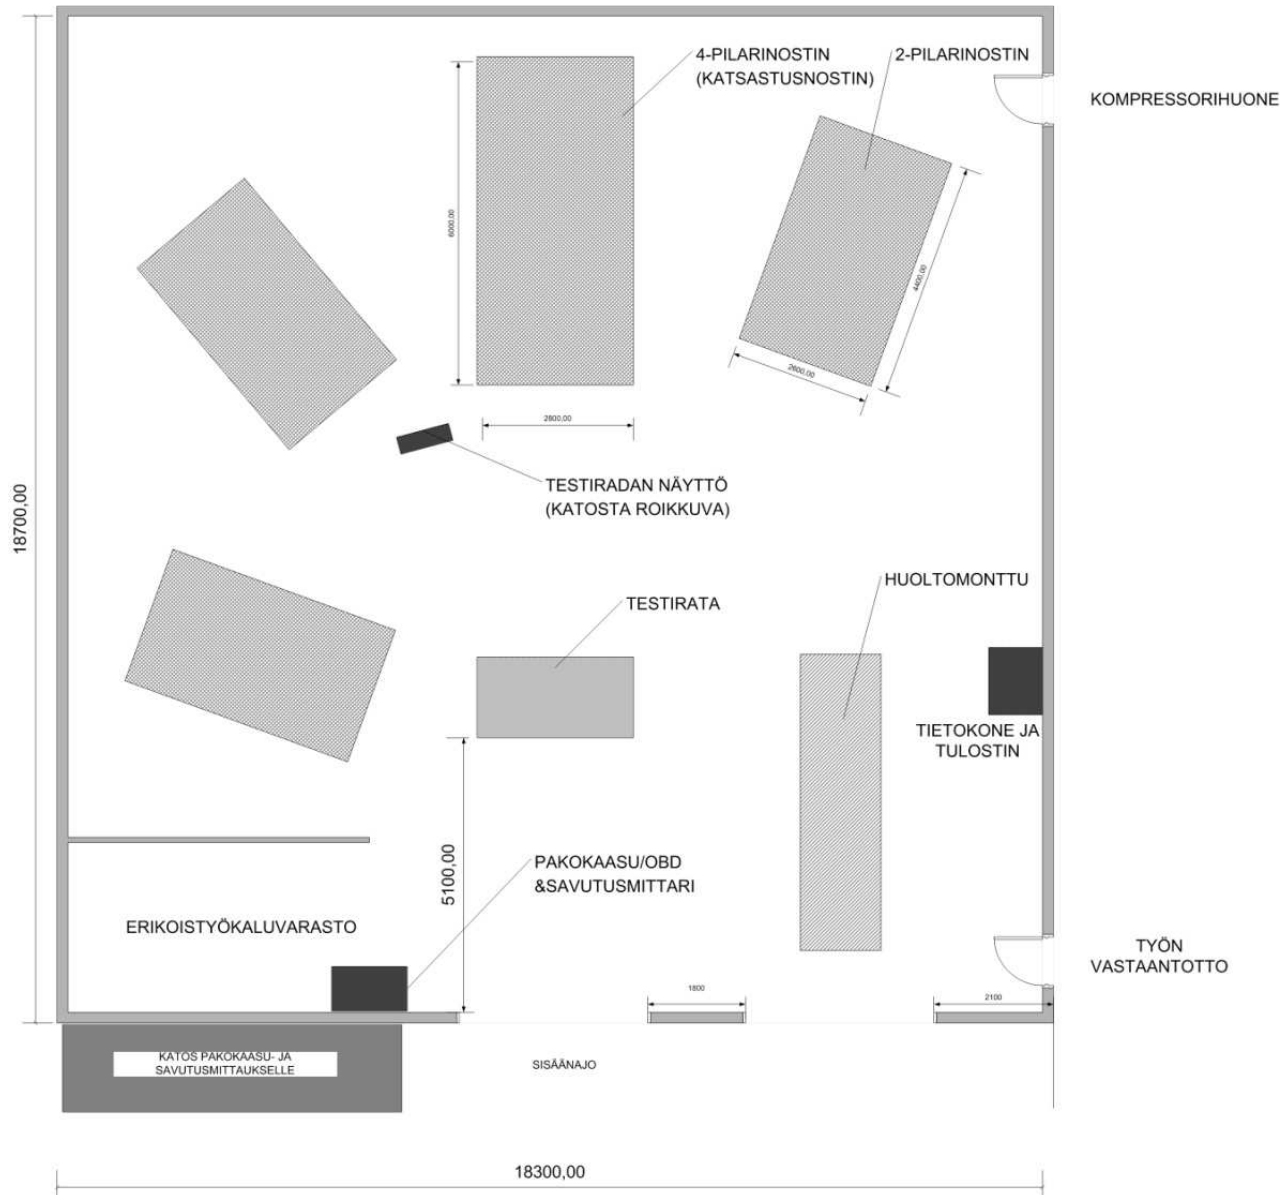 4-PILARINOSTIN
(KATSASTUSNOSTIN)
2-PILARINOSTIN
KOMPRESSORIHUONE
6000,00
4400,00
2600,00
2800,00
TESTIRADAN NÄYTTÖ
(KATOSTA ROIKKUVA)
18700,00
HUOLTOMONTTU
TESTIRATA
TIETOKONE JA
TULOSTIN
5100,00
PAKOKAASU/OBD
&SAVUTUSMITTARI
ERIKOISTYÖKALUVARASTO
TYÖN
VASTAANTOTTO
1800
2100
KATOS PAKOKAASU- JA
SAVUTUSMITTAUKSELLE
SISÄÄNAJO
18300,00